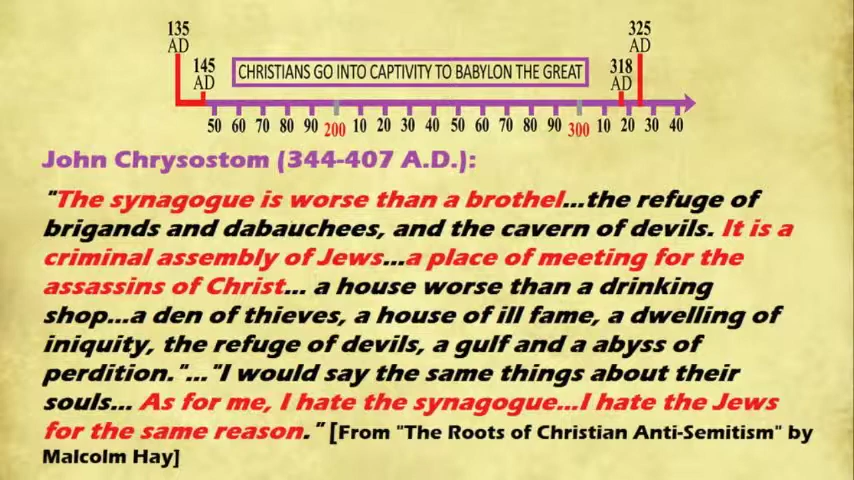 135 325
AD AD
145 318
AD AD
CHRISTIANS GO INTO CAPTIVITY TO BABYLON THE GREAT
50 60 70 80 90 200 10 20 30 40 50 60 70 80 90 300 10 20 30 40
John Chrysostom (344-407 A.D.):
"The synagogue is worse than a brothel...the refuge of
brigands and dabauchees, and the cavern of devils. It is a
criminal assembly of Jews...a place of meeting for the
assassins of Christ... a house worse than a drinking
shop...a den of thieves, a house of ill fame, a dwelling of
iniquity, the refuge of devils, a gulf and a abyss of
perdition."..."I would say the same things about their
souls... As for me, I hate the synagogue...I hate the Jews
for the same reason." [From "The Roots of Christian Anti-Semitism" by
Malcolm Hay]